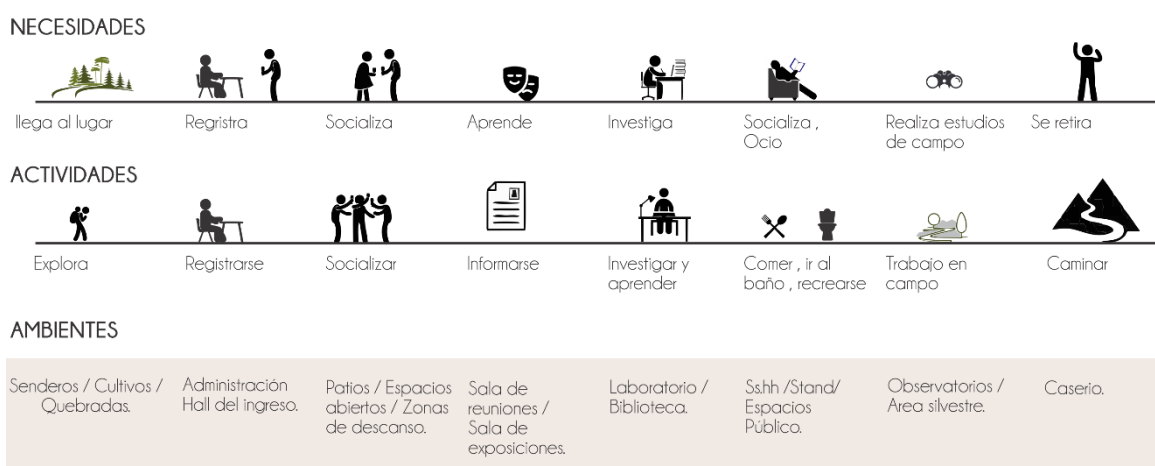 NECESIDADES
llega al lugar
Registra
Socializa
Aprende
Investiga
Socializa ,
Ocio
Realiza estudios
de campo
Se retira
ACTIVIDADES
Explora
Registrarse
Socializar
Informarse
Investigar y
aprender
Comer , ir al
baño , recrearse
Trabajo en
campo
Caminar
AMBIENTES
Senderos / Cultivos /
Quebradas.
Administración
Hall del ingreso.
Patios / Espacios
abiertos / Zonas
de descanso.
Sala de
reuniones /
Sala de
exposiciones.
Laboratorio /
Biblioteca.
Ss.hh /Stand/
Espacios
Público.
Observatorios /
Area silvestre.
Caserio.